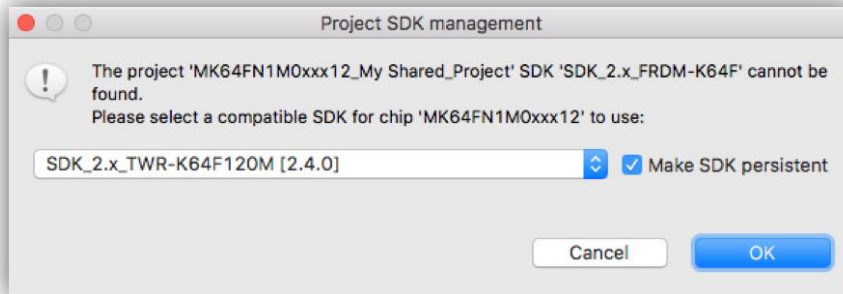 Project SDK management
The project 'MK64FN1M0xxx12_My Shared_Project' SDK 'SDK_2.x_FRDM-K64F' cannot be
found.
Please select a compatible SDK for chip 'MK64FN1M0xxx12' to use:
SDK_2.x_TWR-K64F120M [2.4.0]
Make SDK persistent
Cancel
OK